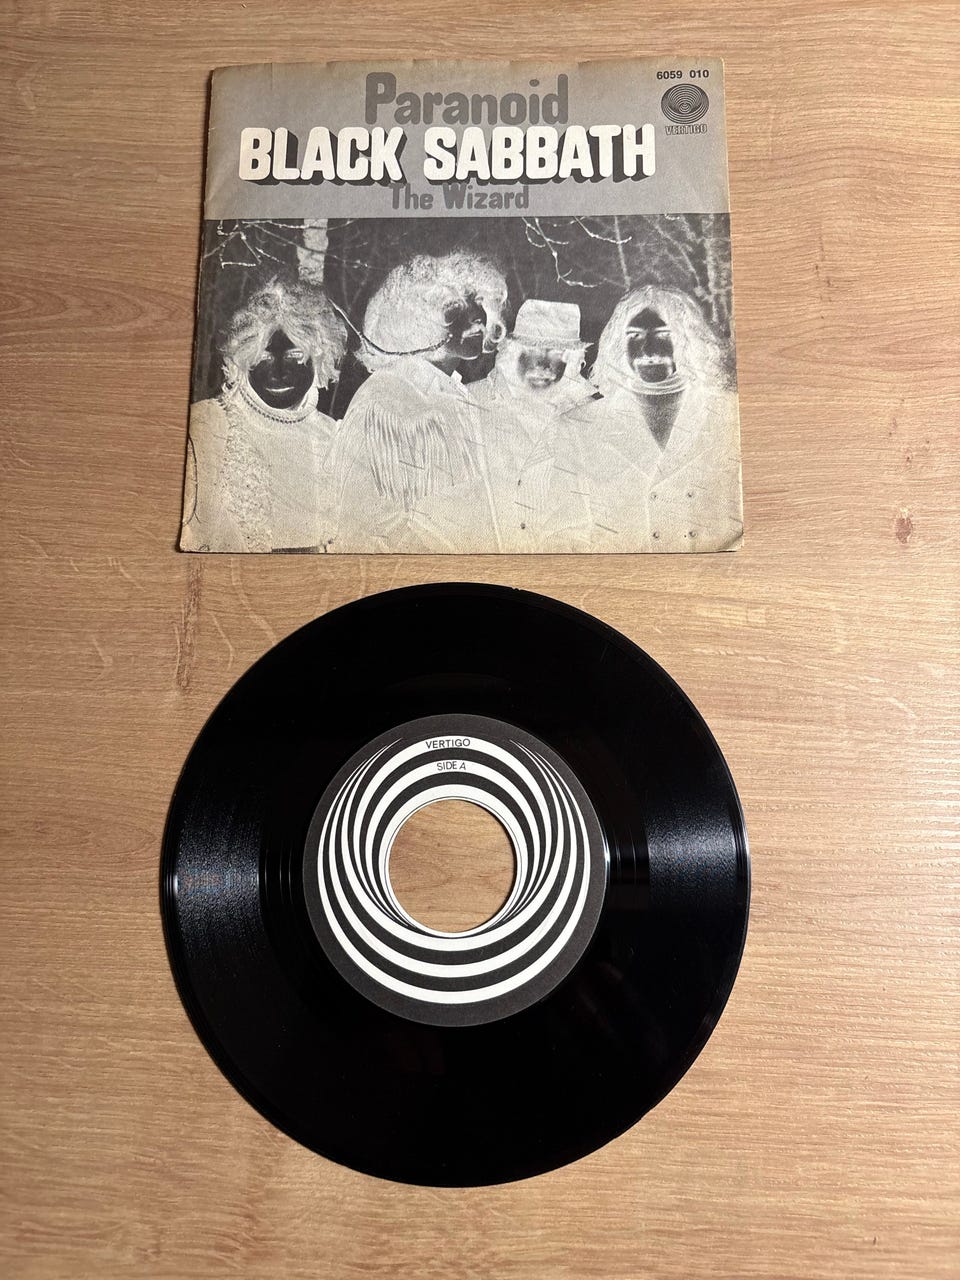 Paranoid
6059 010
VERTIGO
BLACK SABBATH
The Wizard
VERTIGO
SIDE A